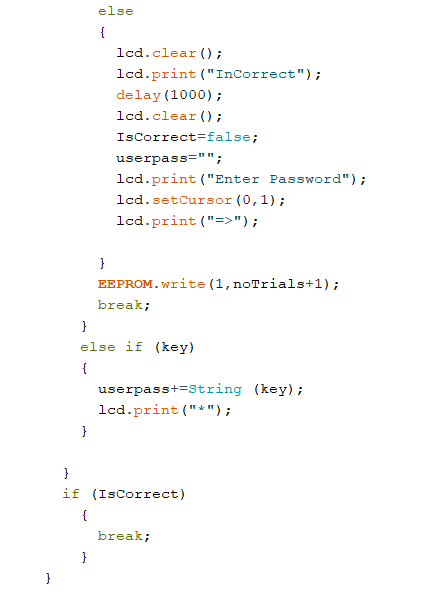 else
{
lcd.clear();
lcd.print("InCorrect");
delay(1000);
lcd.clear();
IsCorrect=false;
userpass="";
lcd.print("Enter Password");
lcd.setCursor(0,1);
lcd.print("=>");
}
EEPROM.write(1,noTrials+1);
break;
}
else if (key)
{
userpass+=String (key);
lcd.print("*");
}
}
if (IsCorrect)
{
break;
}
}